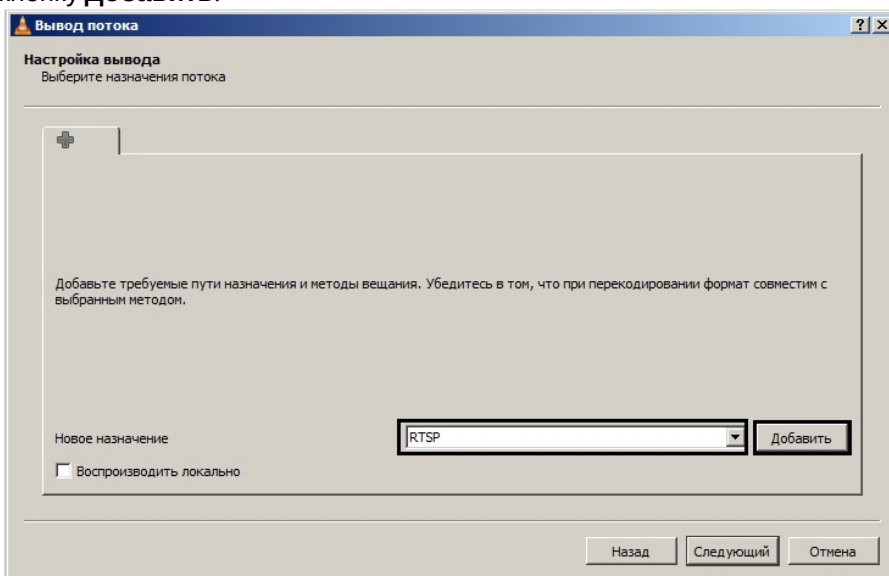 Добавить.
Вывод потока
Настройка вывода
Выберите назначения потока
Добавьте требуемые пути назначения и методы вещания. Убедитесь в том, что при перекодировании формат совместим с
выбранным методом.
Новое назначение RTSP Добавить
Воспроизводить локально
Назад Следующий Отмена